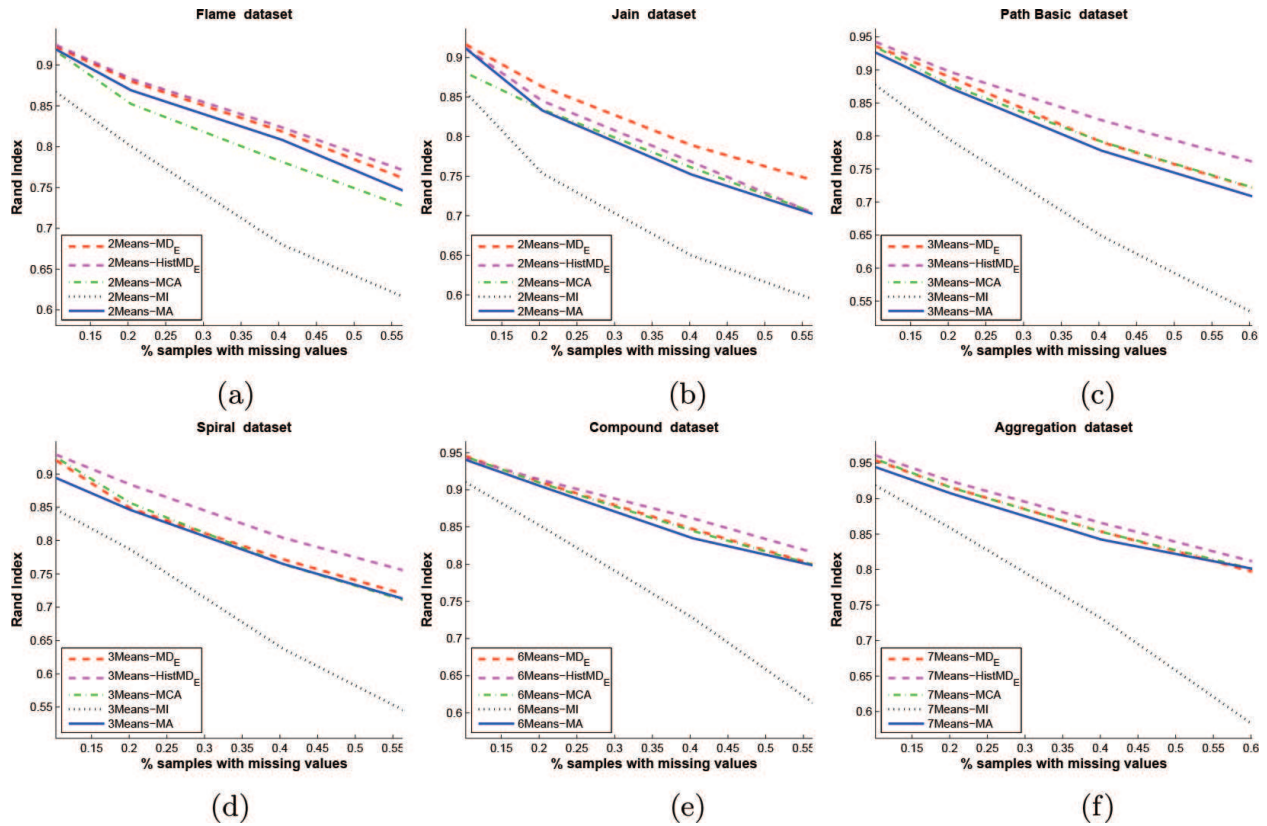 Flame dataset
Rand Index
0.9
0.85
0.8
0.75
0.7
0.65
0.6
2Means-MD_E
2Means-HistMD_E
2Means-MCA
2Means-MI
2Means-MA
0.15 0.2 0.25 0.3 0.35 0.4 0.45 0.5 0.55
% samples with missing values
(a)
Jain dataset
Rand Index
0.9
0.85
0.8
0.75
0.7
0.65
0.6
2Means-MD_E
2Means-HistMD_E
2Means-MCA
2Means-MI
2Means-MA
0.15 0.2 0.25 0.3 0.35 0.4 0.45 0.5 0.55
% samples with missing values
(b)
Path Basic dataset
Rand Index
0.95
0.9
0.85
0.8
0.75
0.7
0.65
0.6
0.55
3Means-MD_E
3Means-HistMD_E
3Means-MCA
3Means-MI
3Means-MA
0.15 0.2 0.25 0.3 0.35 0.4 0.45 0.5 0.55 0.6
% samples with missing values
(c)
Spiral dataset
Rand Index
0.9
0.85
0.8
0.75
0.7
0.65
0.6
0.55
3Means-MD_E
3Means-HistMD_E
3Means-MCA
3Means-MI
3Means-MA
0.15 0.2 0.25 0.3 0.35 0.4 0.45 0.5 0.55
% samples with missing values
(d)
Compound dataset
Rand Index
0.95
0.9
0.85
0.8
0.75
0.7
0.65
0.6
6Means-MD_E
6Means-HistMD_E
6Means-MCA
6Means-MI
6Means-MA
0.15 0.2 0.25 0.3 0.35 0.4 0.45 0.5 0.55
% samples with missing values
(e)
Aggregation dataset
Rand Index
0.95
0.9
0.85
0.8
0.75
0.7
0.65
0.6
7Means-MD_E
7Means-HistMD_E
7Means-MCA
7Means-MI
7Means-MA
0.15 0.2 0.25 0.3 0.35 0.4 0.45 0.5 0.55 0.6
% samples with missing values
(f)